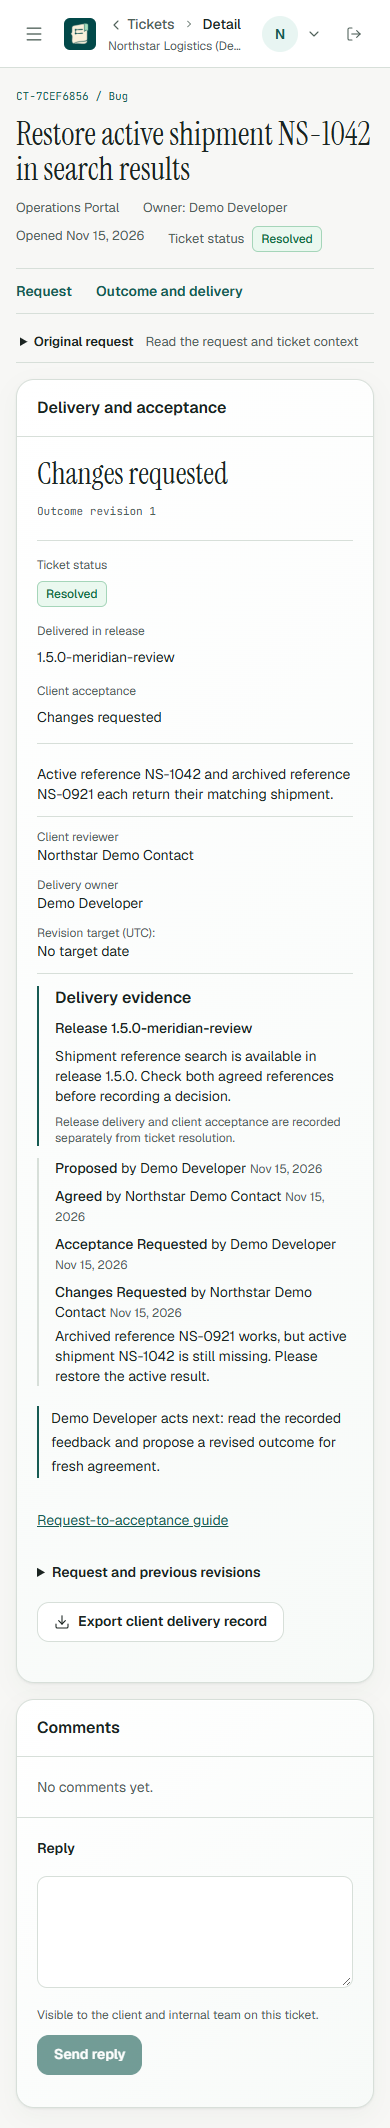 Tickets > Detail
Northstar Logistics (De...
N
CT-7CEF6856 / Bug
Restore active shipment NS-1042
in search results
Operations Portal Owner: Demo Developer
Opened Nov 15, 2026 Ticket status Resolved
Request Outcome and delivery
Original request Read the request and ticket context
Delivery and acceptance
Changes requested
Outcome revision 1
Ticket status
Resolved
Delivered in release
1.5.0-meridian-review
Client acceptance
Changes requested
Active reference NS-1042 and archived reference
NS-0921 each return their matching shipment.
Client reviewer
Northstar Demo Contact
Delivery owner
Demo Developer
Revision target (UTC):
No target date
Delivery evidence
Release 1.5.0-meridian-review
Shipment reference search is available in
release 1.5.0. Check both agreed references
before recording a decision.
Release delivery and client acceptance are recorded
separately from ticket resolution.
Proposed by Demo Developer Nov 15, 2026
Agreed by Northstar Demo Contact Nov 15,
2026
Acceptance Requested by Demo Developer
Nov 15, 2026
Changes Requested by Northstar Demo
Contact Nov 15, 2026
Archived reference NS-0921 works, but active
shipment NS-1042 is still missing. Please
restore the active result.
Demo Developer acts next: read the recorded
feedback and propose a revised outcome for
fresh agreement.
Request-to-acceptance guide
Request and previous revisions
Export client delivery record
Comments
No comments yet.
Reply
Visible to the client and internal team on this ticket.
Send reply